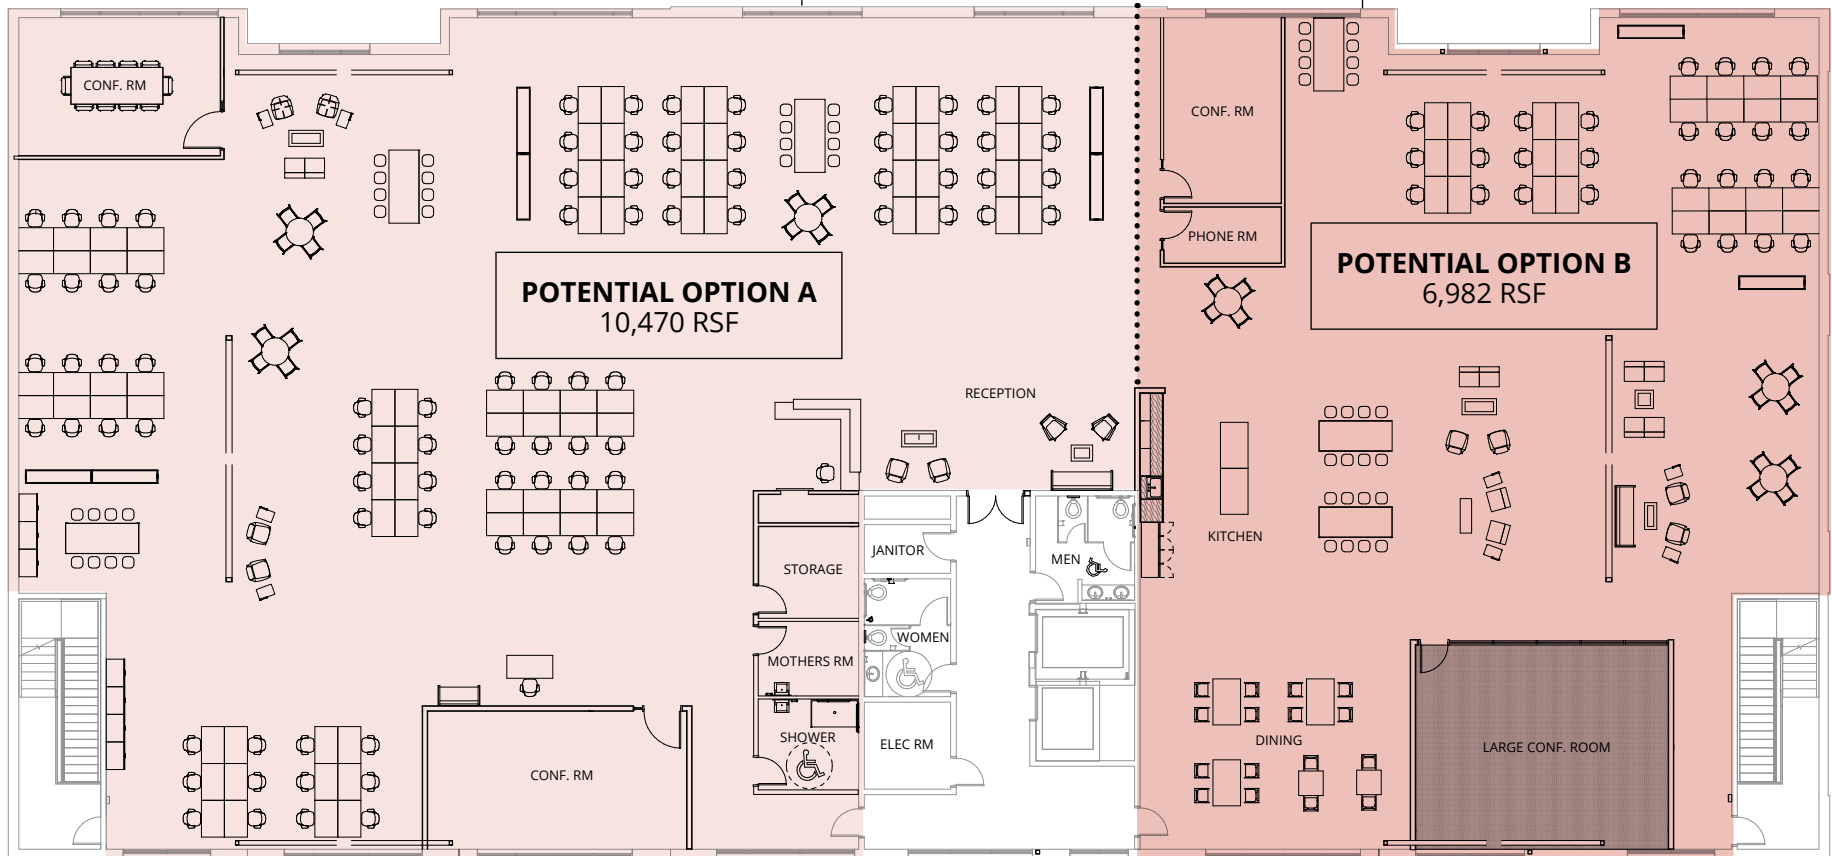 CONF. RM
CONF. RM
PHONE RM
POTENTIAL OPTION A
10,470 RSF
POTENTIAL OPTION B
6,982 RSF
RECEPTION
KITCHEN
JANITOR
MEN
STORAGE
WOMEN
MOTHERS RM
SHOWER
ELEC RM
DINING
LARGE CONF. ROOM
CONF. RM